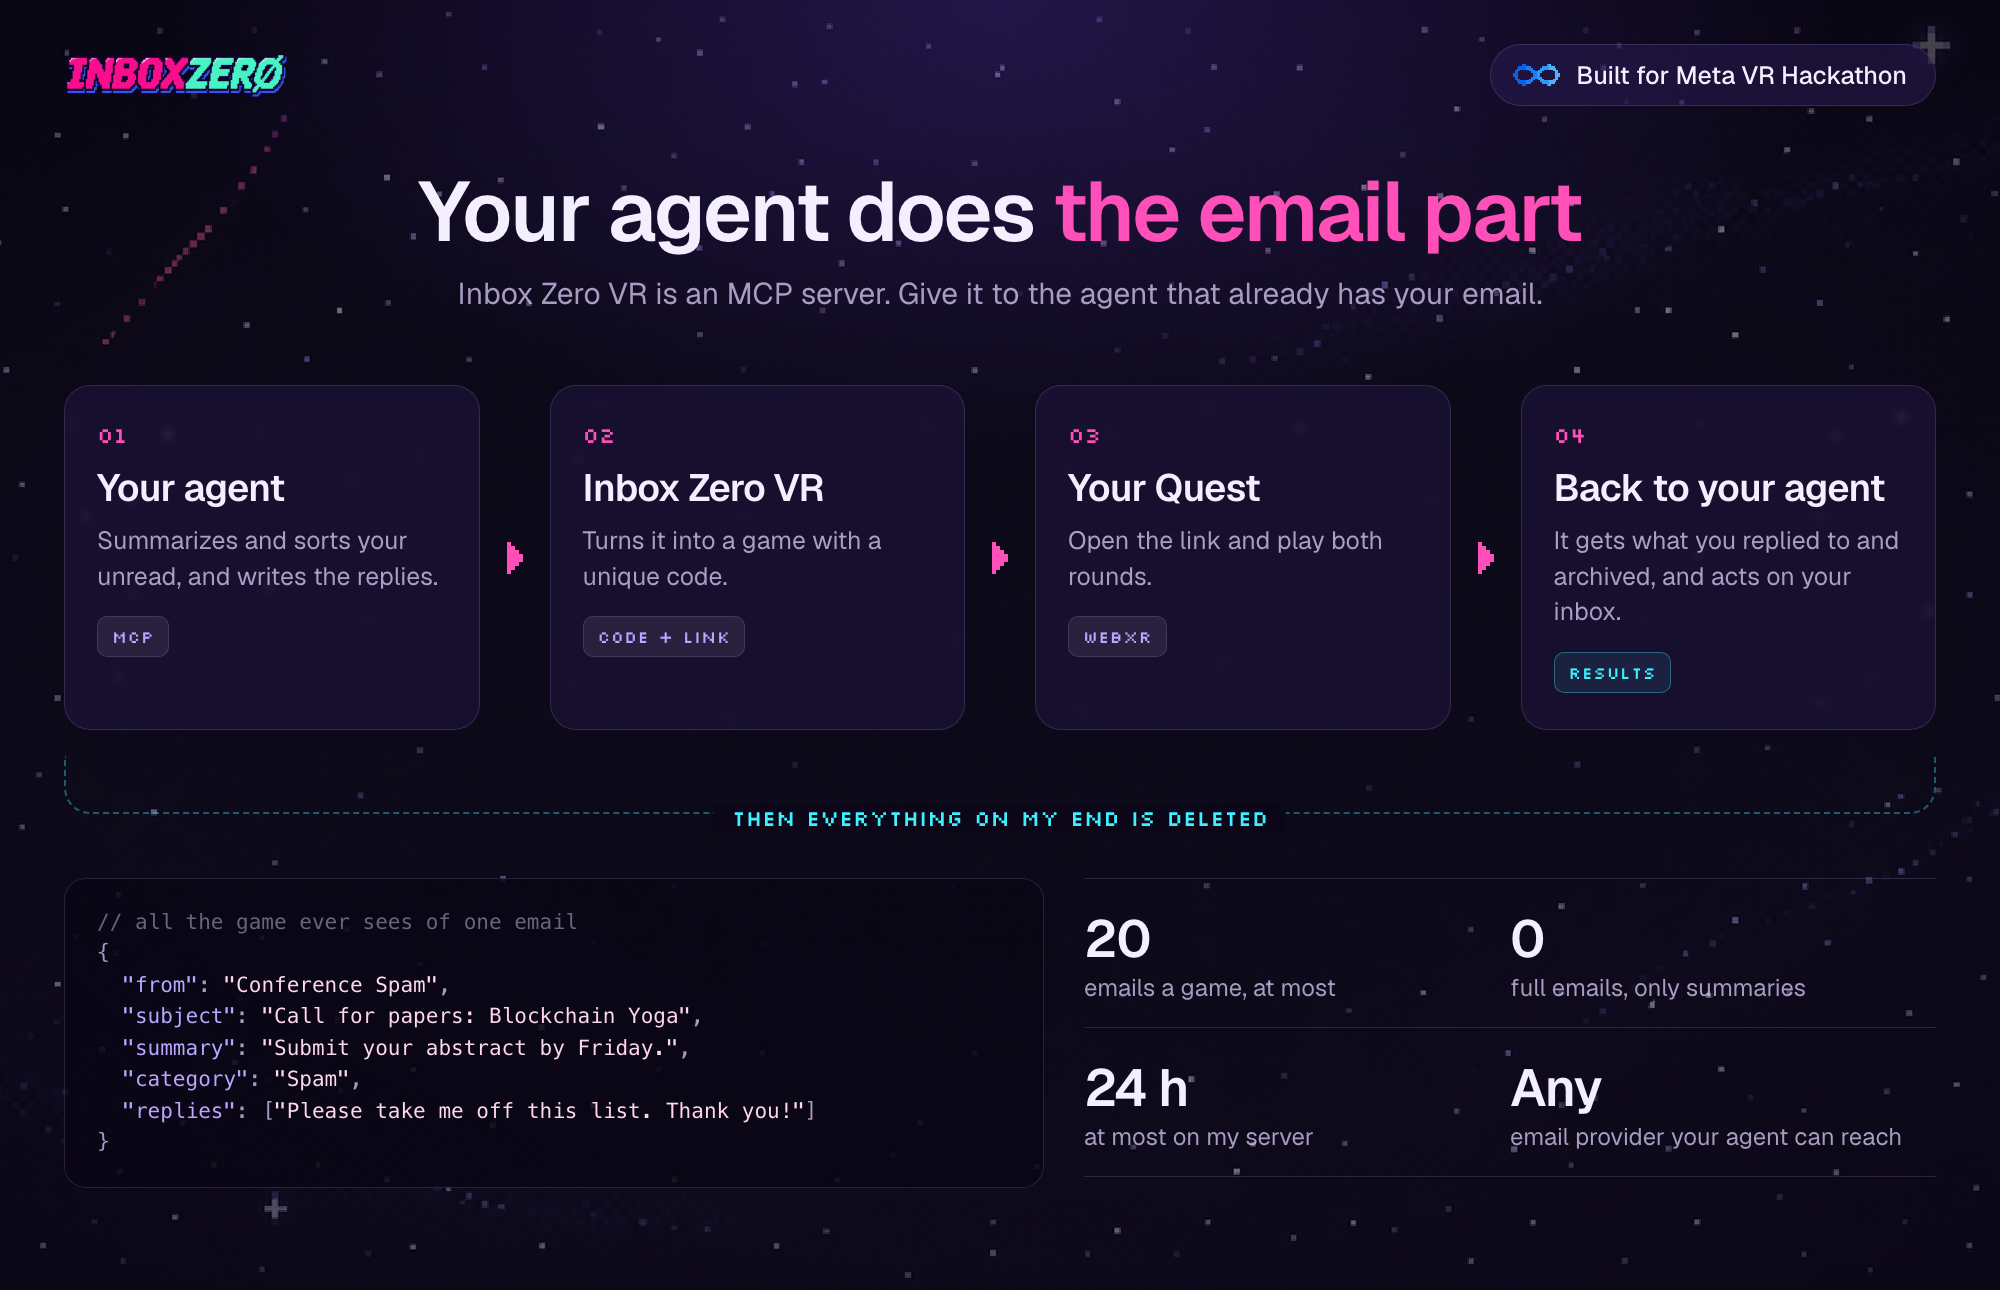 INBOXZERØ
Built for Meta VR Hackathon
Your agent does the email part
Inbox Zero VR is an MCP server. Give it to the agent that already has your email.
01
Your agent
Summarizes and sorts your
unread, and writes the replies.
MCP
02
Inbox Zero VR
Turns it into a game with a
unique code.
CODE + LINK
03
Your Quest
Open the link and play both
rounds.
WEBXR
04
Back to your agent
It gets what you replied to and
archived, and acts on your
inbox.
RESULTS
THEN EVERYTHING ON MY END IS DELETED
// all the game ever sees of one email
{
  "from": "Conference Spam",
  "subject": "Call for papers: Blockchain Yoga",
  "summary": "Submit your abstract by Friday.",
  "category": "Spam",
  "replies": ["Please take me off this list. Thank you!"]
}
20
emails a game, at most
0
full emails, only summaries
24 h
at most on my server
Any
email provider your agent can reach